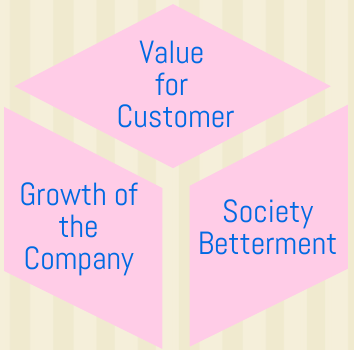 Value
for
Customer
Growth of
the
Company
Society
Betterment